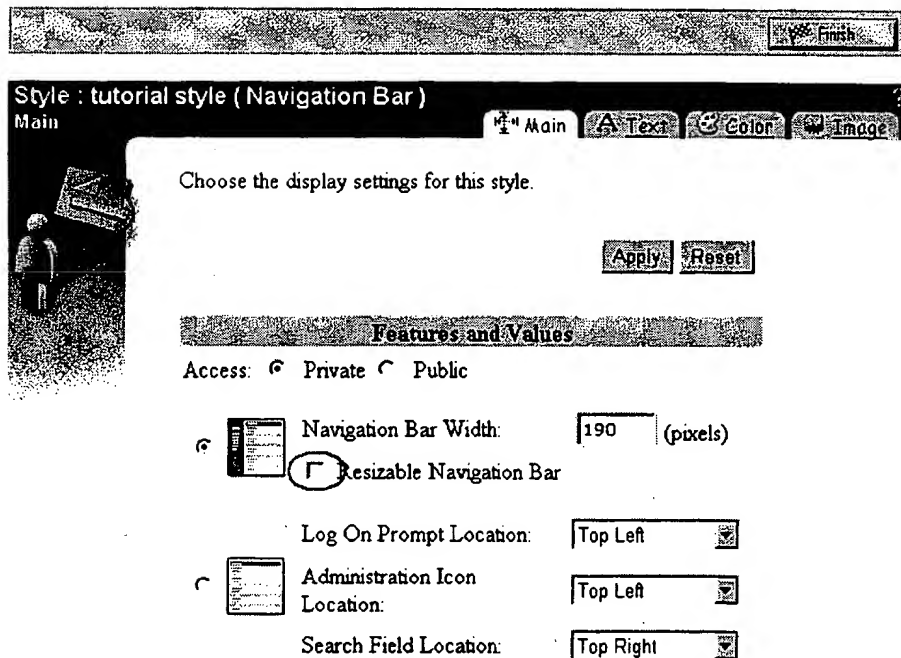 Finish
Style : tutorial style ( Navigation Bar )
?
Main
Main
A Text
Color
Image
Choose the display settings for this style.
Apply Reset
Features and Values
Access: Private Public
Navigation Bar Width: 190 (pixels)
Resizable Navigation Bar
Log On Prompt Location: Top Left
Administration Icon
Location: Top Left
Search Field Location: Top Right